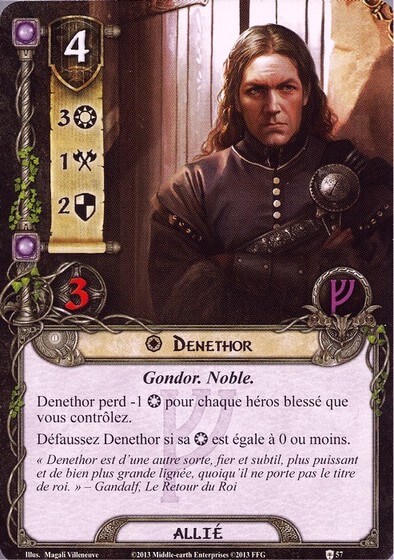 4
3
1
2
3
DENETHOR
Gondor. Noble.
Denethor perd -1 pour chaque héros blessé que
vous contrôlez.
Défaussez Denethor si sa est égale à 0 ou moins.
« Denethor est d'une autre sorte, fier et subtil, plus puissant
et de bien plus grande lignée, quoiqu'il ne porte pas le titre
de roi. » – Gandalf, Le Retour du Roi
ALLIÉ
Illus. Magali Villeneuve ©2013 Middle-earth Enterprises ©2013 FFG 57